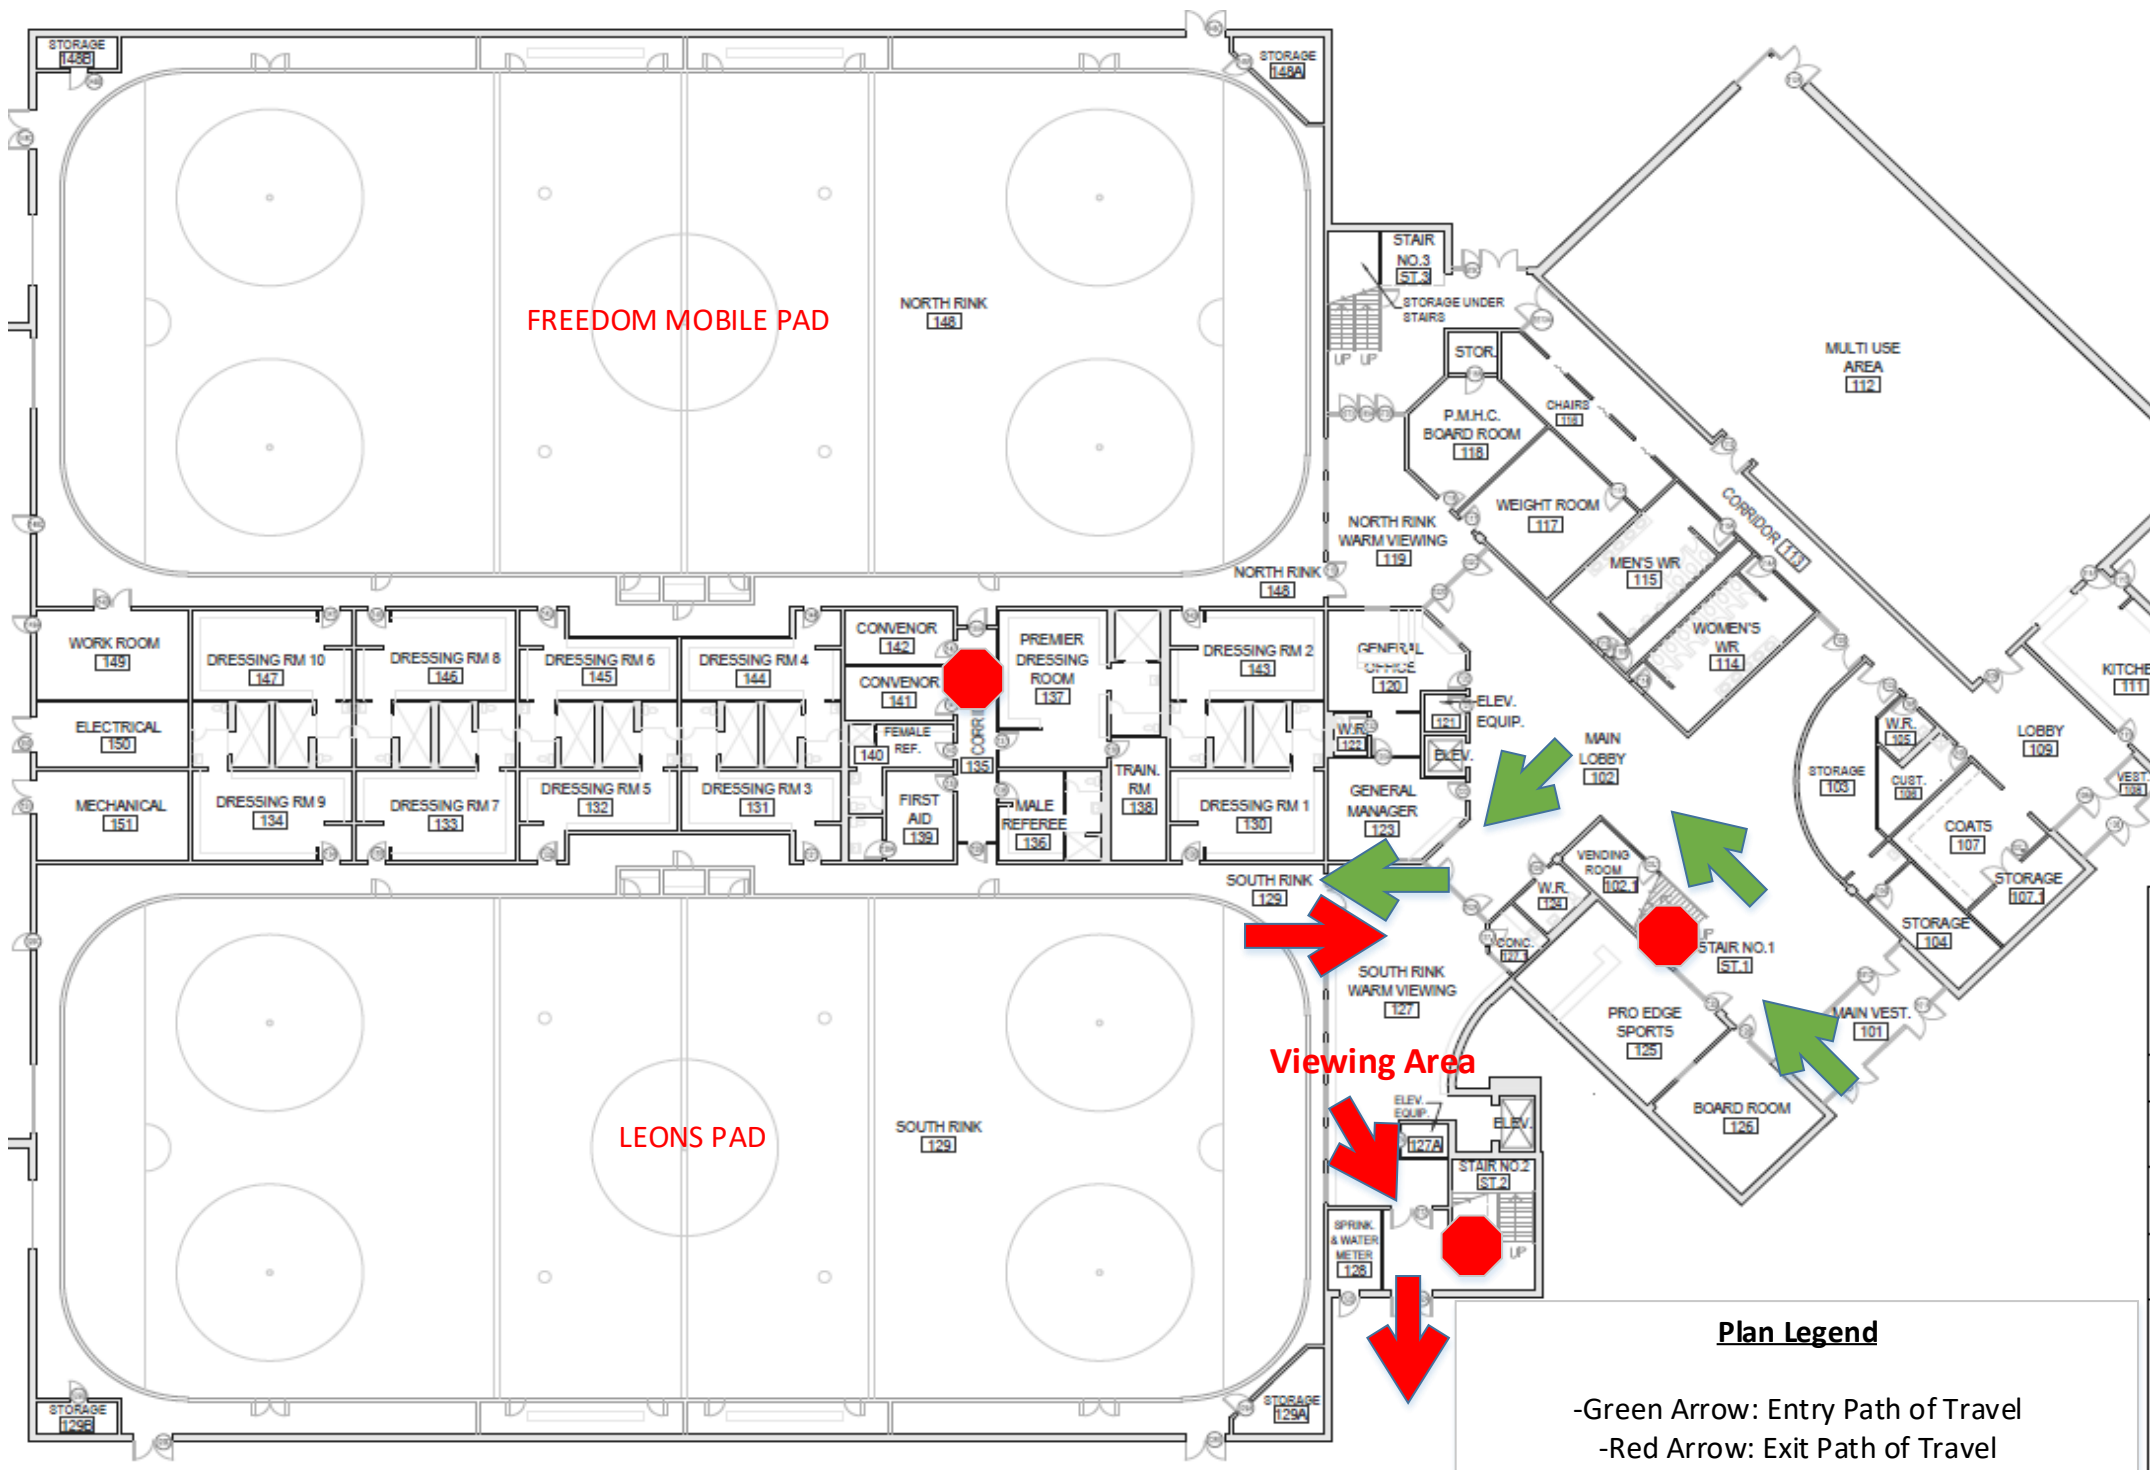 STORAGE
148B
STORAGE
148A
STAIR
NO.3
ST.3
STORAGE UNDER
STAIRS
UP UP
FREEDOM MOBILE PAD
NORTH RINK
148
STOR.
MULTI USE
AREA
112
CHAIRS
116
P.M.H.C.
BOARD ROOM
118
WEIGHT ROOM
117
CORRIDOR 113
NORTH RINK
WARM VIEWING
119
MEN'S WR
115
NORTH RINK
148
WOMEN'S
WR
114
WORK ROOM
149
DRESSING RM 10
147
DRESSING RM 8
146
DRESSING RM 6
145
DRESSING RM 4
144
CONVENOR
142
CONVENOR
141
PREMIER
DRESSING
ROOM
137
DRESSING RM 2
143
GENERAL
OFFICE
120
KITCHE
111
ELEV.
EQUIP.
121
W.R.
122
ELEV.
ELECTRICAL
150
FEMALE
REF.
140
135
MAIN
LOBBY
102
W.R.
105
LOBBY
109
STORAGE
103
CUST.
106
VEST.
108
MECHANICAL
151
DRESSING RM 9
134
DRESSING RM 7
133
DRESSING RM 5
132
DRESSING RM 3
131
FIRST
AID
139
MALE
REFEREE
136
TRAIN.
RM
138
DRESSING RM 1
130
GENERAL
MANAGER
123
COATS
107
VENDING
ROOM
102.1
SOUTH RINK
129
W.R.
124
STORAGE
107.1
STORAGE
104
CONC.
127.1
UP
STAIR NO.1
ST.1
SOUTH RINK
WARM VIEWING
127
PRO EDGE
SPORTS
125
MAIN VEST.
101
Viewing Area
BOARD ROOM
126
ELEV.
EQUIP.
127A
ELEV.
LEONS PAD
SOUTH RINK
129
STAIR NO.2
ST.2
SPRINK.
& WATER
METER
128
UP
STORAGE
129B
STORAGE
129A
Plan Legend
-Green Arrow: Entry Path of Travel
-Red Arrow: Exit Path of Travel